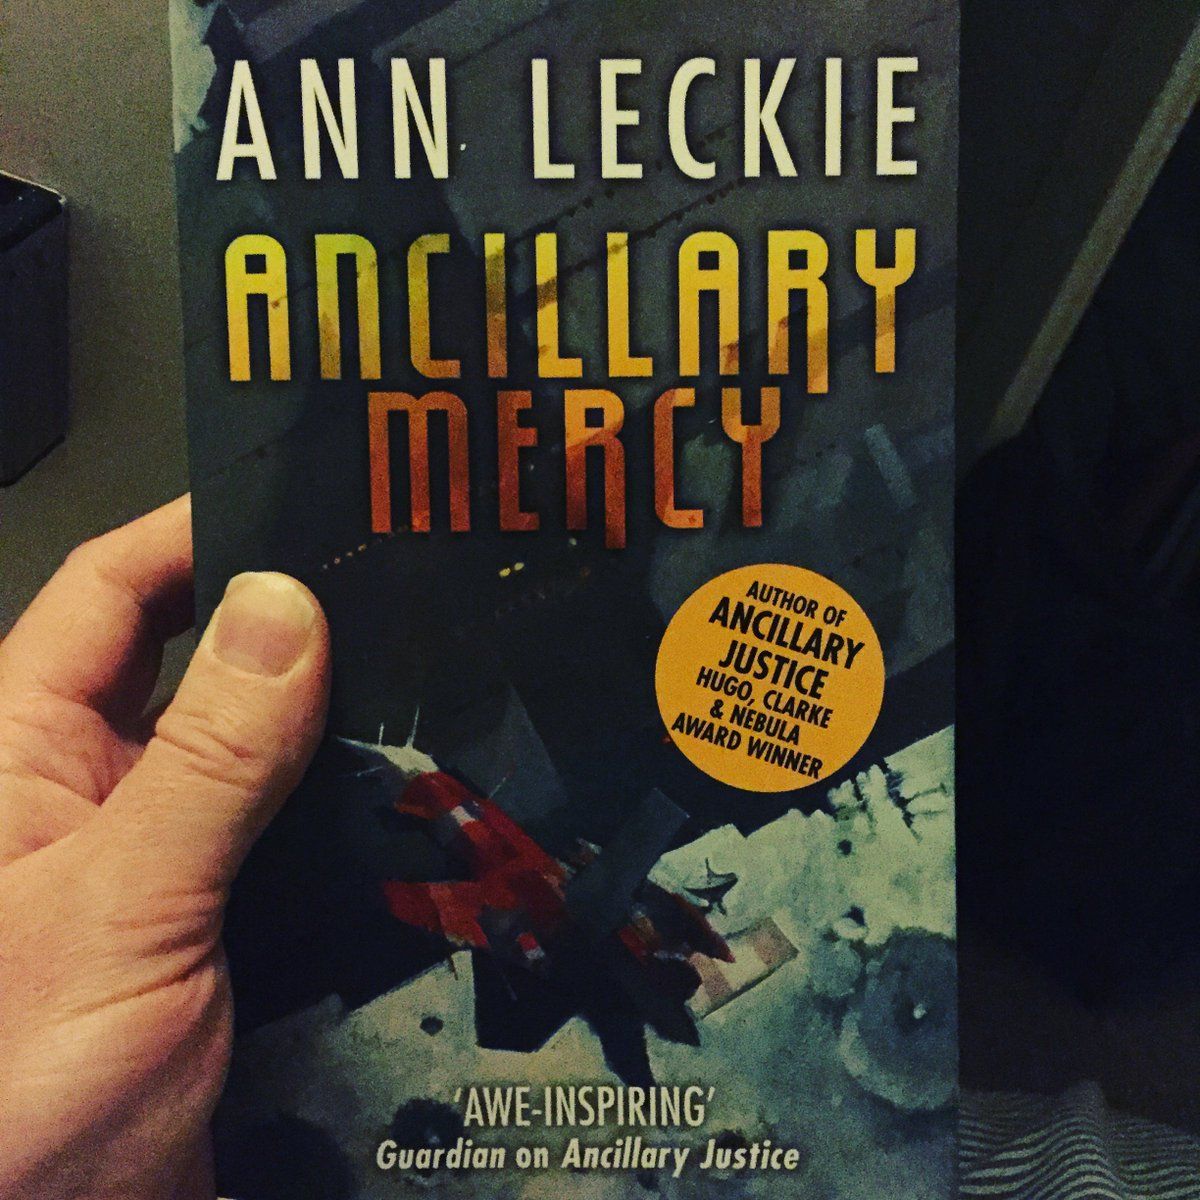 ANN LECKIE
ANCILLARY
MERCY
AUTHOR OF
ANCILLARY
JUSTICE
HUGO, CLARKE
& NEBULA
AWARD WINNER
'AWE-INSPIRING'
Guardian on Ancillary Justice